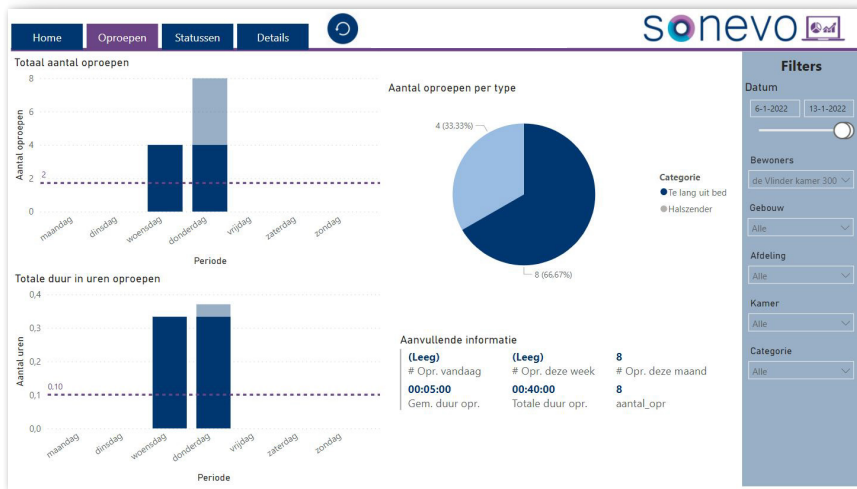 Home
Oproepen
Statussen
Details
sonevo
Totaal aantal oproepen
Aantal oproepen
8
6
4
2
0
2
maandag
dinsdag
woensdag
donderdag
vrijdag
zaterdag
zondag
Periode
Totale duur in uren oproepen
Aantal uren
0,4
0,3
0,2
0,1
0,0
0,10
maandag
dinsdag
woensdag
donderdag
vrijdag
zaterdag
zondag
Periode
Aantal oproepen per type
4 (33.33%)
8 (66.67%)
Categorie
Te lang uit bed
Halszender
Aanvullende informatie
(Leeg) (Leeg) 8
# Opr. vandaag # Opr. deze week # Opr. deze maand
00:05:00 00:40:00 8
Gem. duur opr. Totale duur opr. aantal_opr
Filters
Datum
6-1-2022 13-1-2022
Bewoners
de Vlinder kamer 300
Gebouw
Alle
Afdeling
Alle
Kamer
Alle
Categorie
Alle